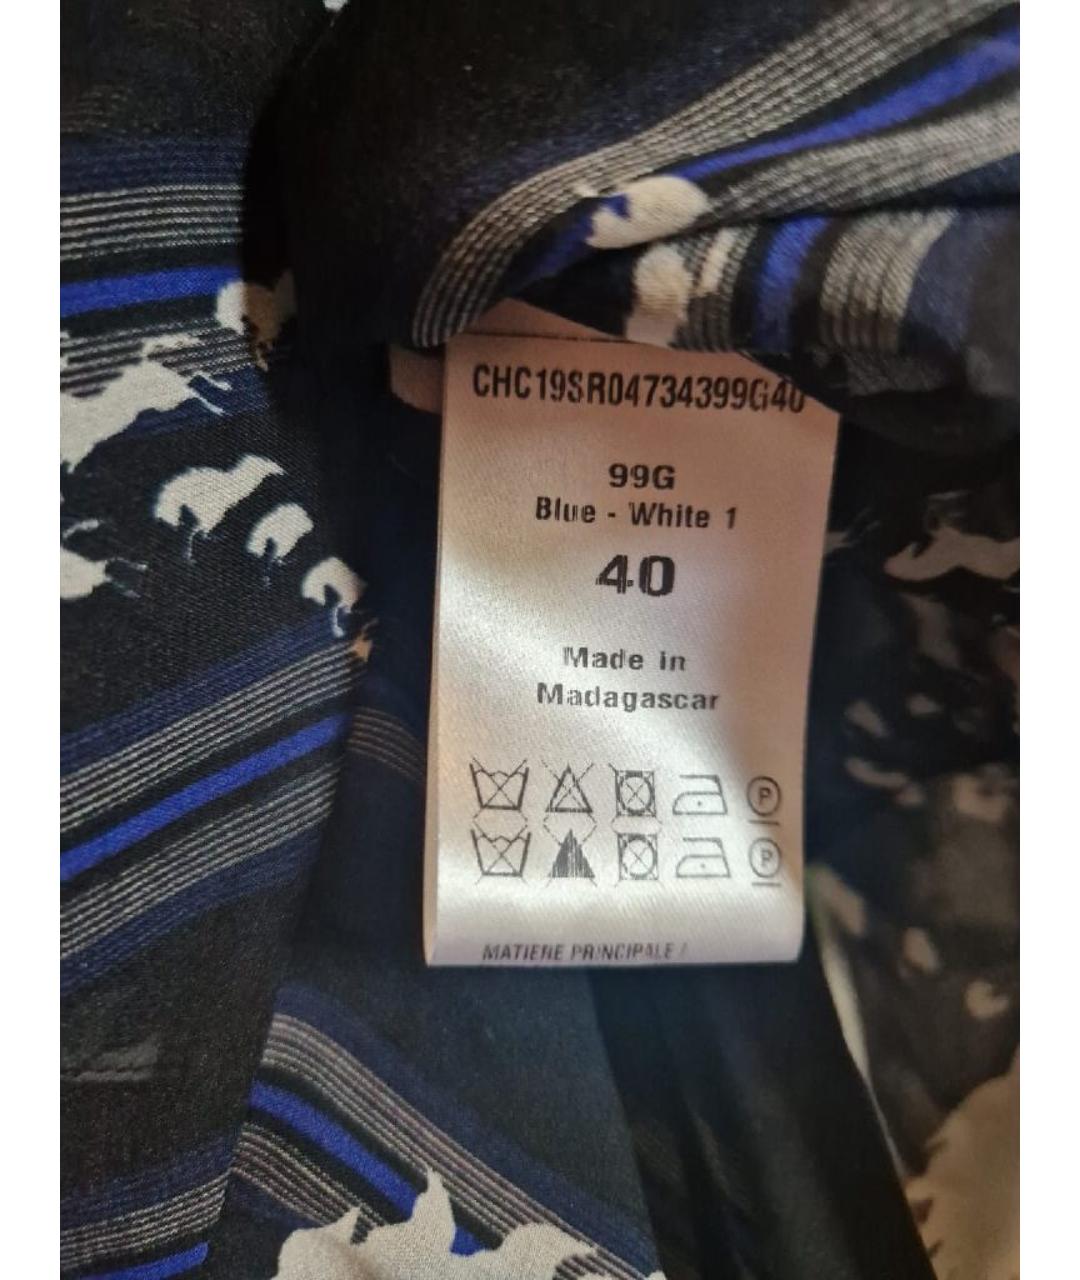 CHC19SR04734399G40
99G
Blue - White 1
40
Made in
Madagascar
P
P
MATIERE PRINCIPALE /